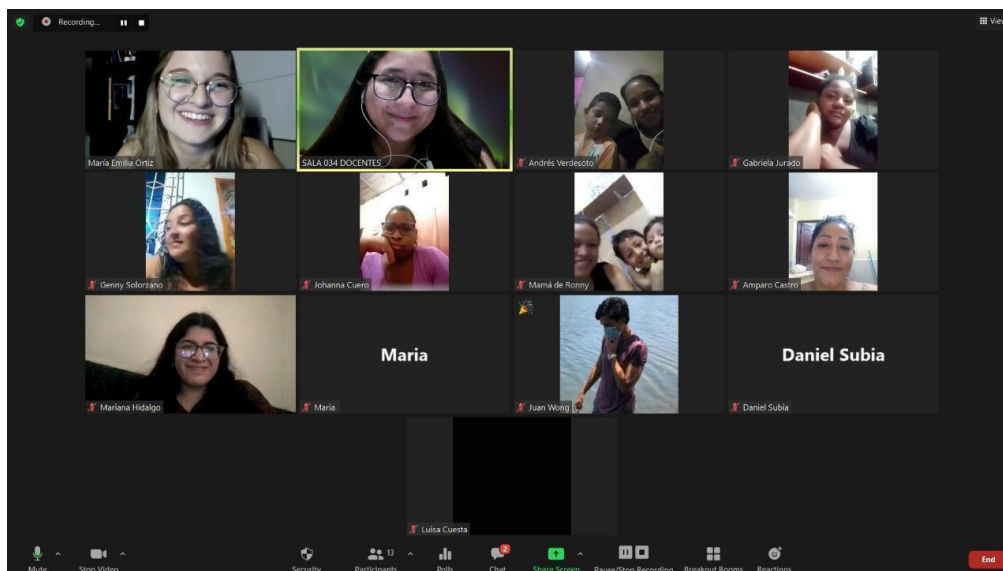 Recording...
View
María Emilia Ortiz
SALA 034 DOCENTES
Andrés Verdesoto
Gabriela Jurado
Genny Solorzano
Johanna Cuero
Mamá de Ronny
Amparo Castro
Mariana Hidalgo
Maria
Maria
Juan Wong
Daniel Subia
Daniel Subia
Luisa Cuesta
Mute
Stop Video
Security
Participants
13
Polls
Chat
2
Share Screen
Pause/Stop Recording
Breakout Rooms
Reactions
End